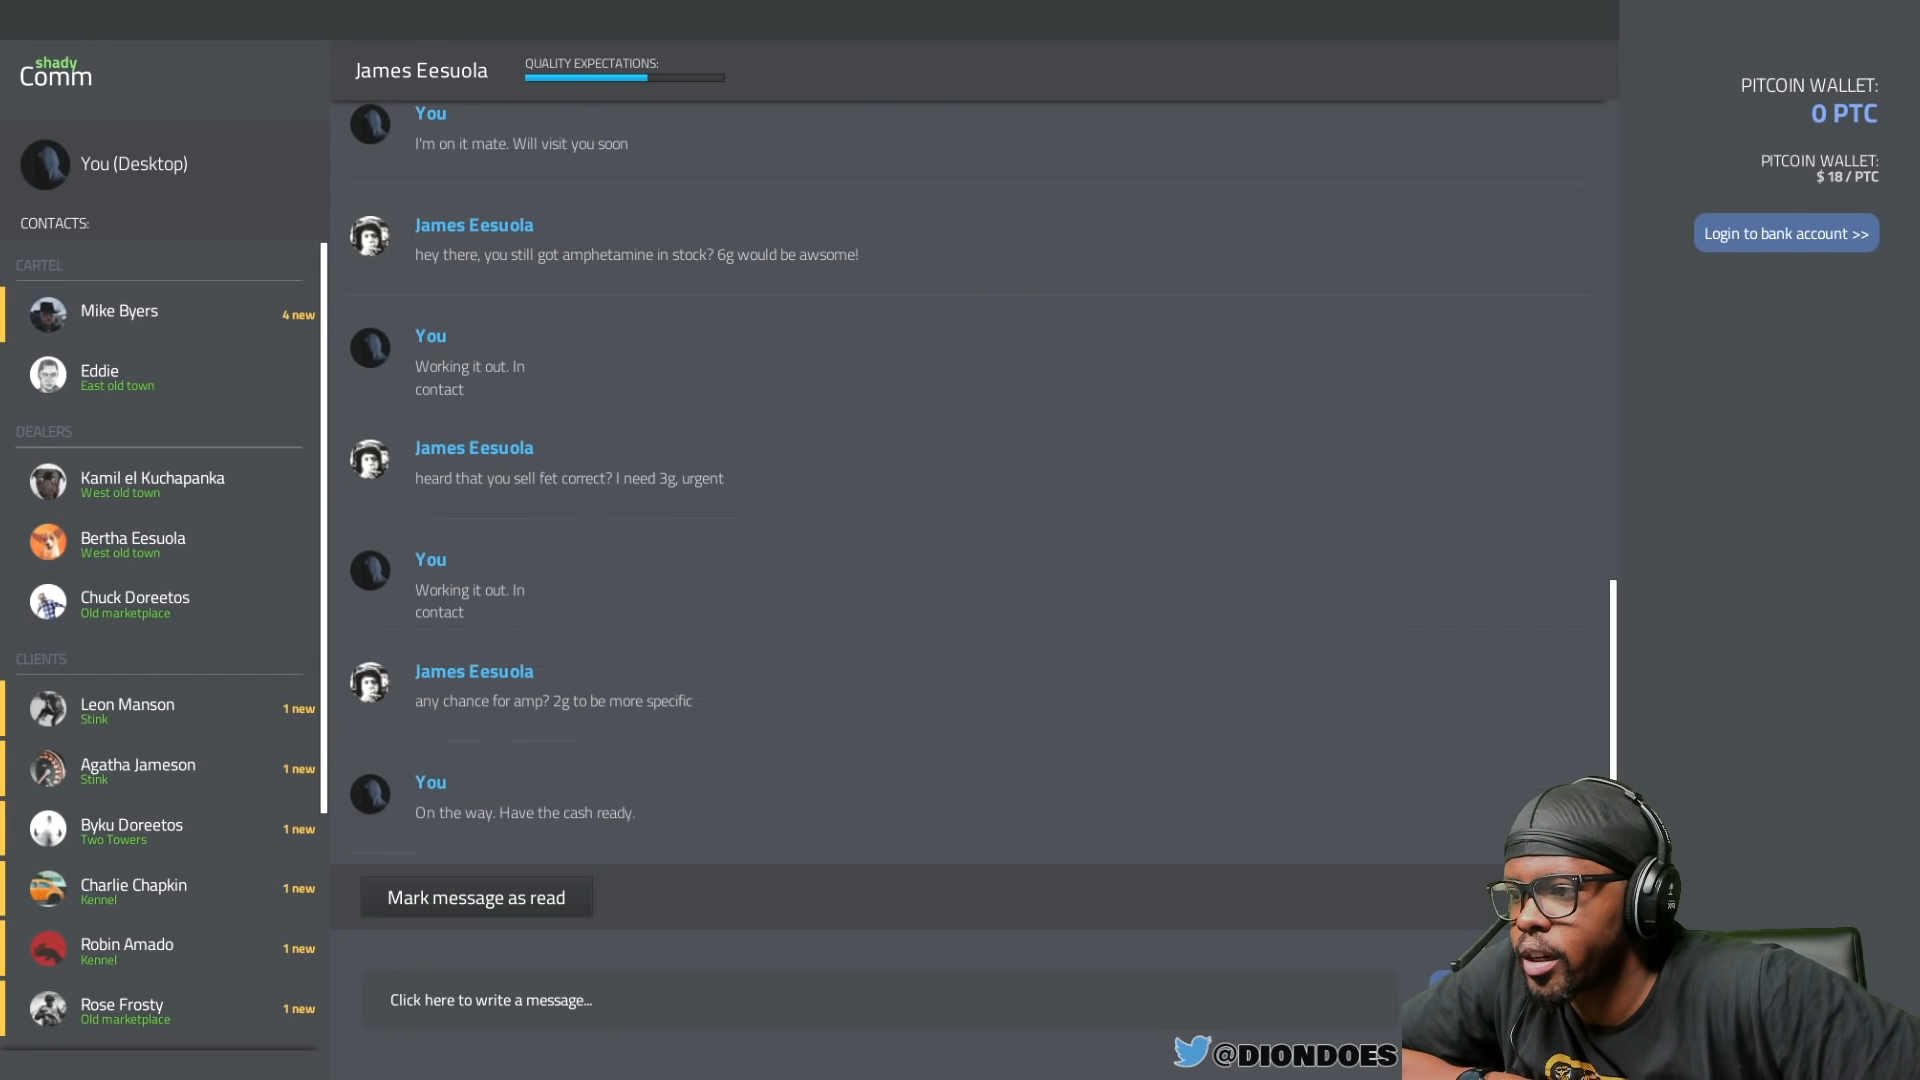 shady
Comm
You (Desktop)
CONTACTS:
CARTEL
Mike Byers
4 new
Eddie
East old town
DEALERS
Kamil el Kuchapanka
West old town
Bertha Eesuola
West old town
Chuck Doreetos
Old marketplace
CLIENTS
Leon Manson
1 new
Stink
Agatha Jameson
1 new
Stink
Byku Doreetos
1 new
Two Towers
Charlie Chapkin
1 new
Kennel
Robin Amado
1 new
Kennel
Rose Frosty
1 new
Old marketplace
James Eesuola
QUALITY EXPECTATIONS:
You
I'm on it mate. Will visit you soon
James Eesuola
hey there, you still got amphetamine in stock? 6g would be awsome!
You
Working it out. In
contact
James Eesuola
heard that you sell fet correct? I need 3g, urgent
You
Working it out. In
contact
James Eesuola
any chance for amp? 2g to be more specific
You
On the way. Have the cash ready.
Mark message as read
Click here to write a message...
PITCOIN WALLET:
0 PTC
PITCOIN WALLET:
$ 18 / PTC
Login to bank account >>
@DIONDOES